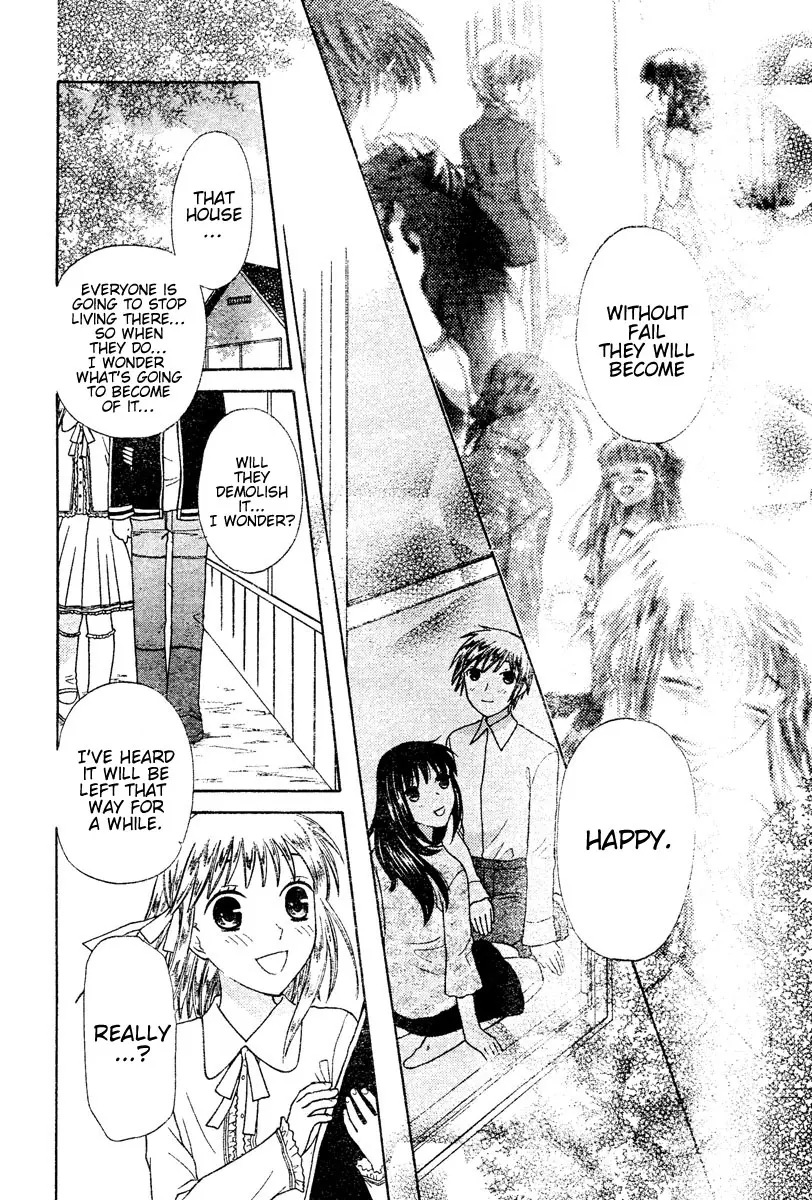 WITHOUT
FAIL
THEY WILL
BECOME
HAPPY.
THAT
HOUSE
...
EVERYONE IS
GOING TO STOP
LIVING THERE...
SO WHEN
THEY DO...
I WONDER
WHAT'S GOING
TO BECOME
OF IT...
WILL
THEY
DEMOLISH
IT...
I WONDER?
I'VE HEARD
IT WILL BE
LEFT THAT
WAY FOR
A WHILE.
REALLY
...?